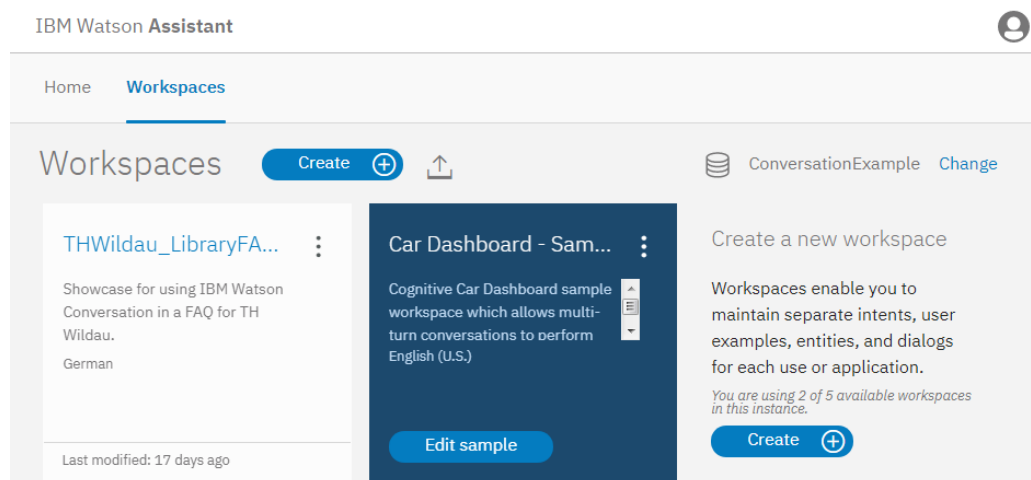 IBM Watson Assistant
Home Workspaces
Workspaces Create ConversationExample Change
THWildau_LibraryFA...
Showcase for using IBM Watson
Conversation in a FAQ for TH
Wildau.
German
Last modified: 17 days ago
Car Dashboard - Sam...
Cognitive Car Dashboard sample
workspace which allows multi-
turn conversations to perform
English (U.S.)
Edit sample
Create a new workspace
Workspaces enable you to
maintain separate intents, user
examples, entities, and dialogs
for each use or application.
You are using 2 of 5 available workspaces
in this instance.
Create